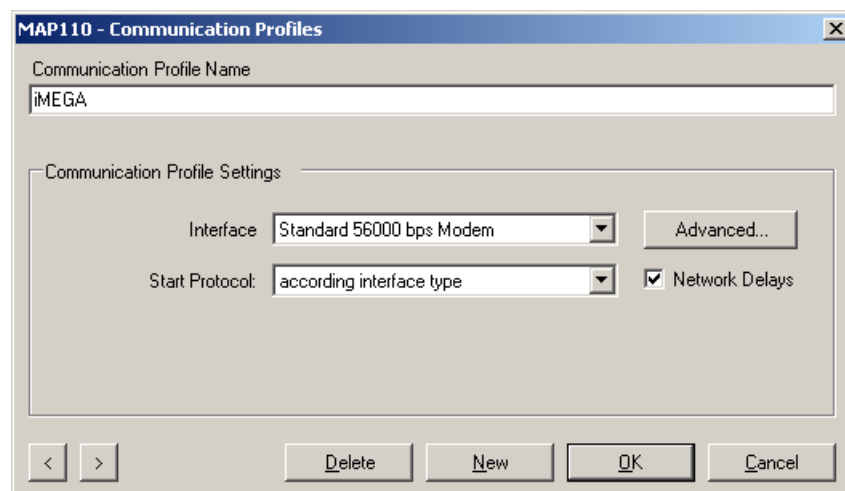 MAP110 - Communication Profiles
Communication Profile Name
iMEGA
Communication Profile Settings
Interface Standard 56000 bps Modem Advanced...
Start Protocol: according interface type Network Delays
< > Delete New OK Cancel